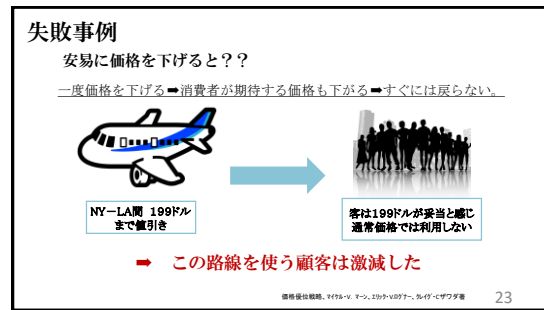 失敗事例
安易に価格を下げると？？
一度価格を下げる➡消費者が期待する価格も下がる➡すぐには戻らない。
NY－LA間 199ドル
まで値引き
客は199ドルが妥当と感じ
通常価格では利用しない
➡ この路線を使う顧客は激減した
価格優位戦略、マイケル・V. マーン、エリック・V.ログナー、クレイグ・Cザワダ著
23